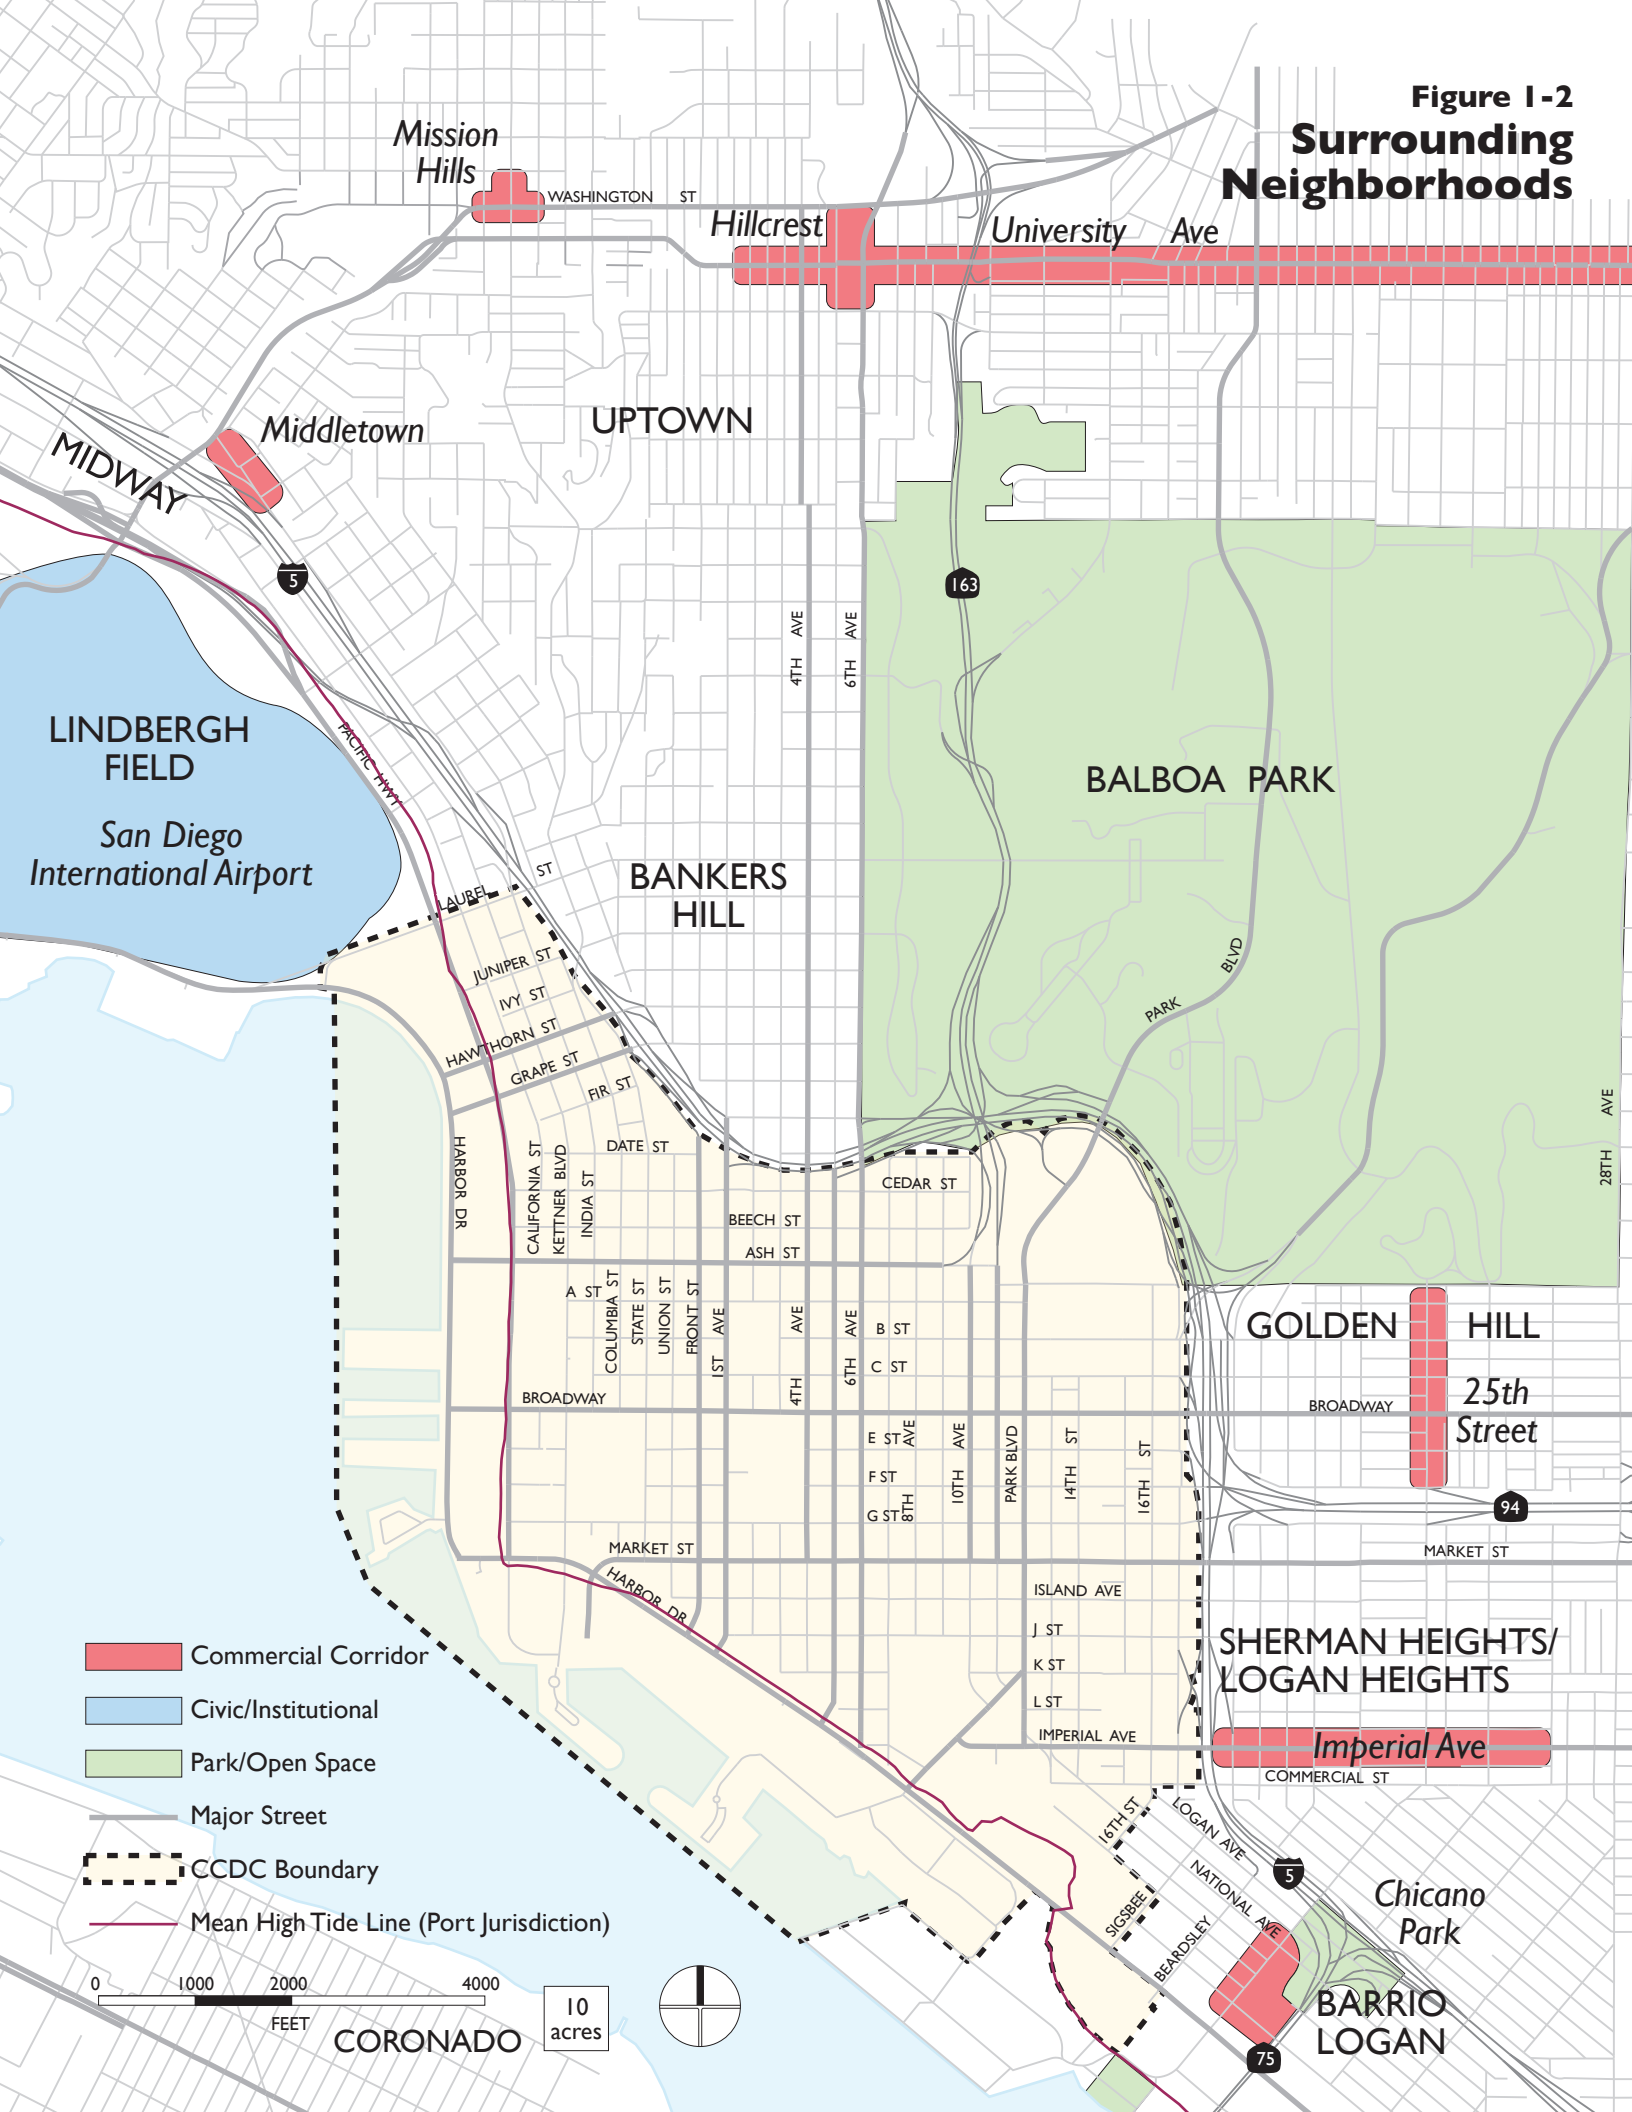 Figure 1-2
Surrounding
Neighborhoods
Mission
Hills
WASHINGTON ST
Hillcrest
University Ave
Middletown
UPTOWN
MIDWAY
5
163
4TH AVE
6TH AVE
LINDBERGH
FIELD
San Diego
International Airport
PACIFIC HWY
BALBOA PARK
BANKERS
HILL
LAUREL ST
JUNIPER ST
IVY ST
HAWTHORN ST
GRAPE ST
FIR ST
PARK BLVD
28TH AVE
HARBOR DR
CALIFORNIA ST
KETTNER BLVD
INDIA ST
DATE ST
CEDAR ST
BEECH ST
ASH ST
A ST
COLUMBIA ST
STATE ST
UNION ST
FRONT ST
1ST AVE
4TH AVE
6TH AVE
B ST
C ST
GOLDEN HILL
25th
Street
BROADWAY
BROADWAY
E ST
F ST
G ST
8TH AVE
10TH AVE
PARK BLVD
14TH ST
16TH ST
94
MARKET ST
MARKET ST
HARBOR DR
ISLAND AVE
J ST
K ST
L ST
IMPERIAL AVE
SHERMAN HEIGHTS/
LOGAN HEIGHTS
Imperial Ave
COMMERCIAL ST
16TH ST
LOGAN AVE
NATIONAL AVE
SIGSBEE
BEARDSLEY
5
Chicano
Park
BARRIO
LOGAN
75
Commercial Corridor
Civic/Institutional
Park/Open Space
Major Street
CCDC Boundary
Mean High Tide Line (Port Jurisdiction)
0 1000 2000 4000
FEET
10
acres
CORONADO